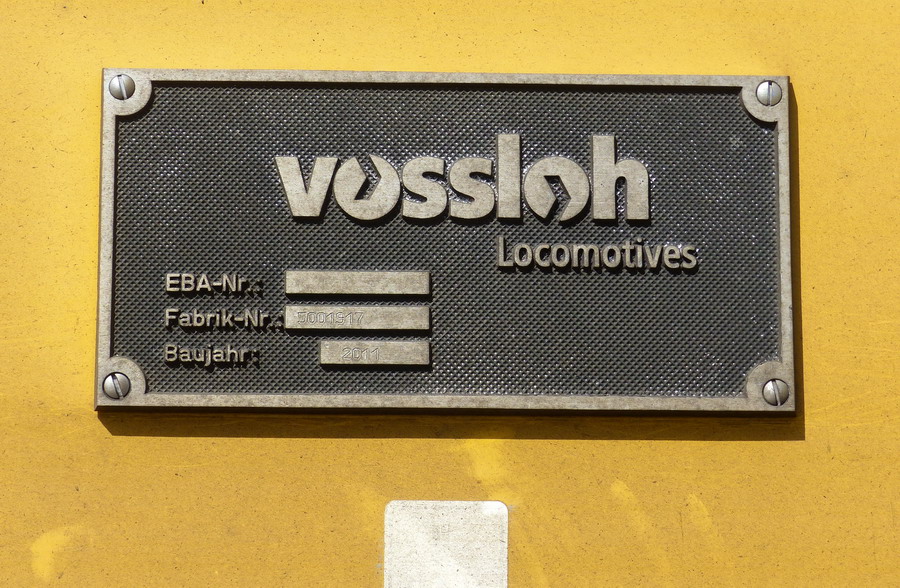 vossloh
Locomotives
EBA-Nr.:
Fabrik-Nr.: 5001917
Baujahr: 2011